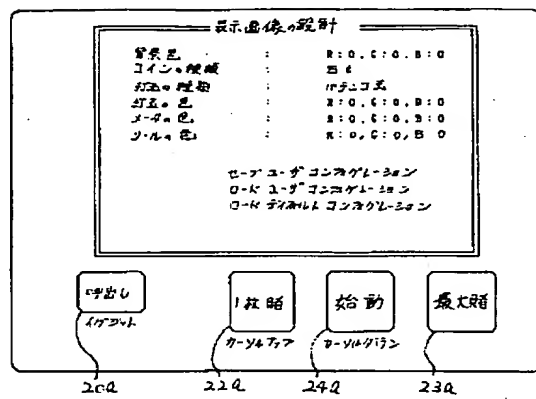 表示画像の設計
背景色 : R:0, G:0, B:0
コインの種類 :
打玉の種類 : パチンコ玉
打玉の色 : R:0, G:0, B:0
メータの色 : R:0, G:0, B:0
リールの色 : R:0, G:0, B:0
セーブ ユーザ コンフィグレーション
ロード ユーザ コンフィグレーション
ロード ディフォルト コンフィグレーション
呼出し 1枚賭 始動 最大賭
イグジット カーソルアップ カーソルダウン
20a 22a 24a 23a